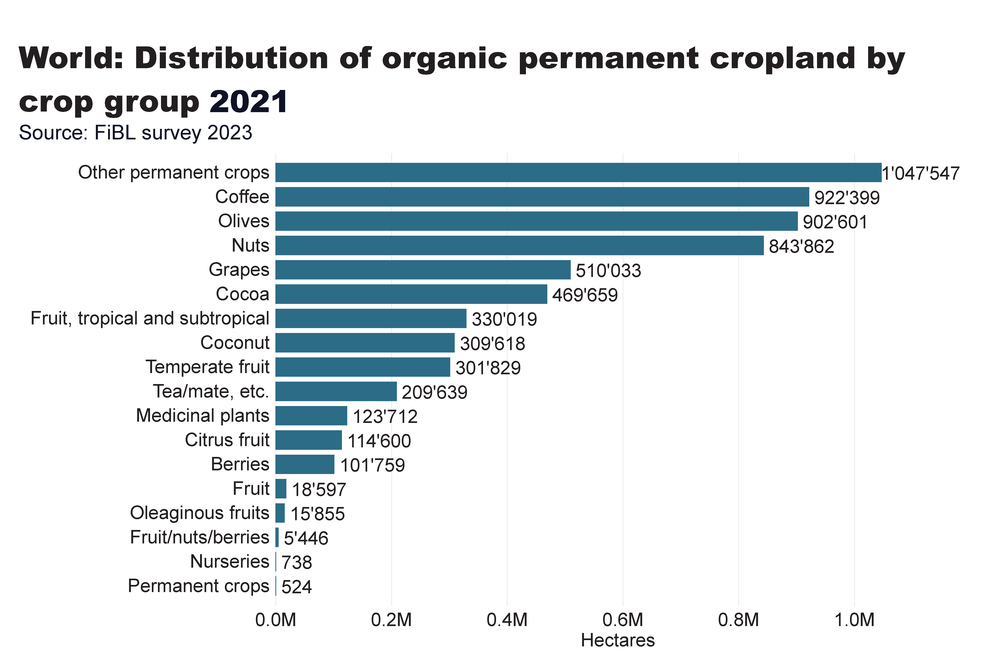 World: Distribution of organic permanent cropland by
crop group 2021
Source: FiBL survey 2023
Other permanent crops 1'047'547
Coffee 922'399
Olives 902'601
Nuts 843'862
Grapes 510'033
Cocoa 469'659
Fruit, tropical and subtropical 330'019
Coconut 309'618
Temperate fruit 301'829
Tea/mate, etc. 209'639
Medicinal plants 123'712
Citrus fruit 114'600
Berries 101'759
Fruit 18'597
Oleaginous fruits 15'855
Fruit/nuts/berries 5'446
Nurseries 738
Permanent crops 524
0.0M 0.2M 0.4M 0.6M 0.8M 1.0M
Hectares